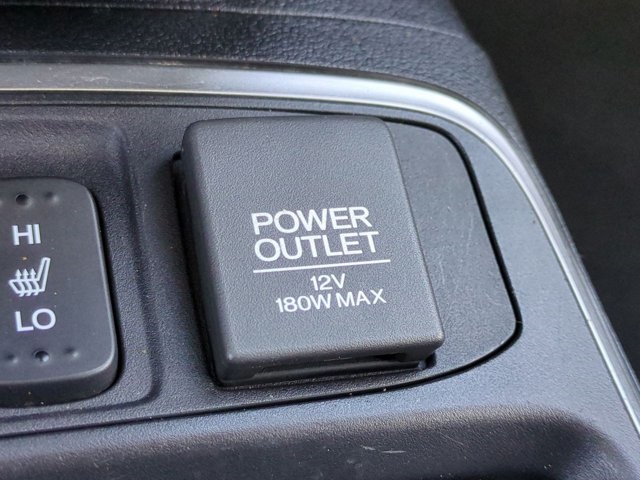 HI
LO
POWER
OUTLET
12V
180W MAX